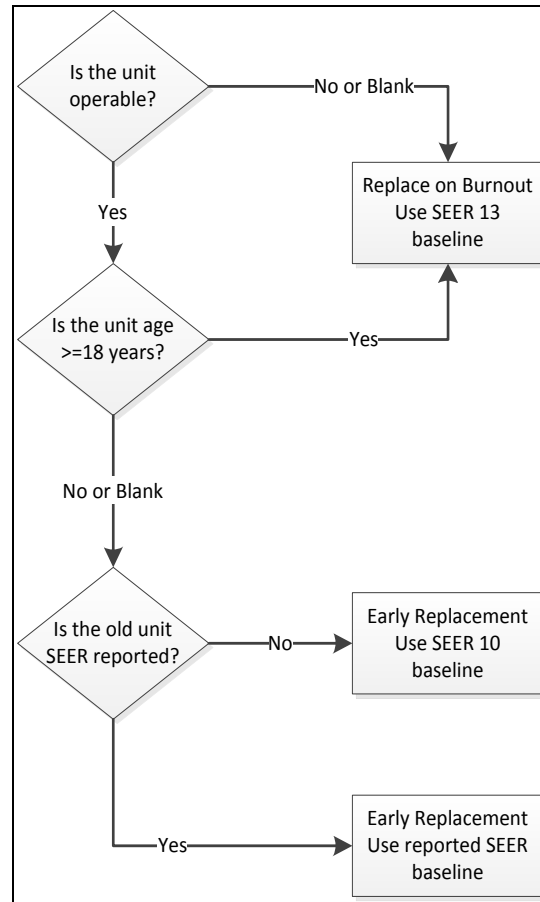 Is the unit
operable?
No or Blank
Replace on Burnout
Use SEER 13
baseline
Yes
Is the unit age
>=18 years?
Yes
No or Blank
Is the old unit
SEER reported?
No
Early Replacement
Use SEER 10
baseline
Yes
Early Replacement
Use reported SEER
baseline